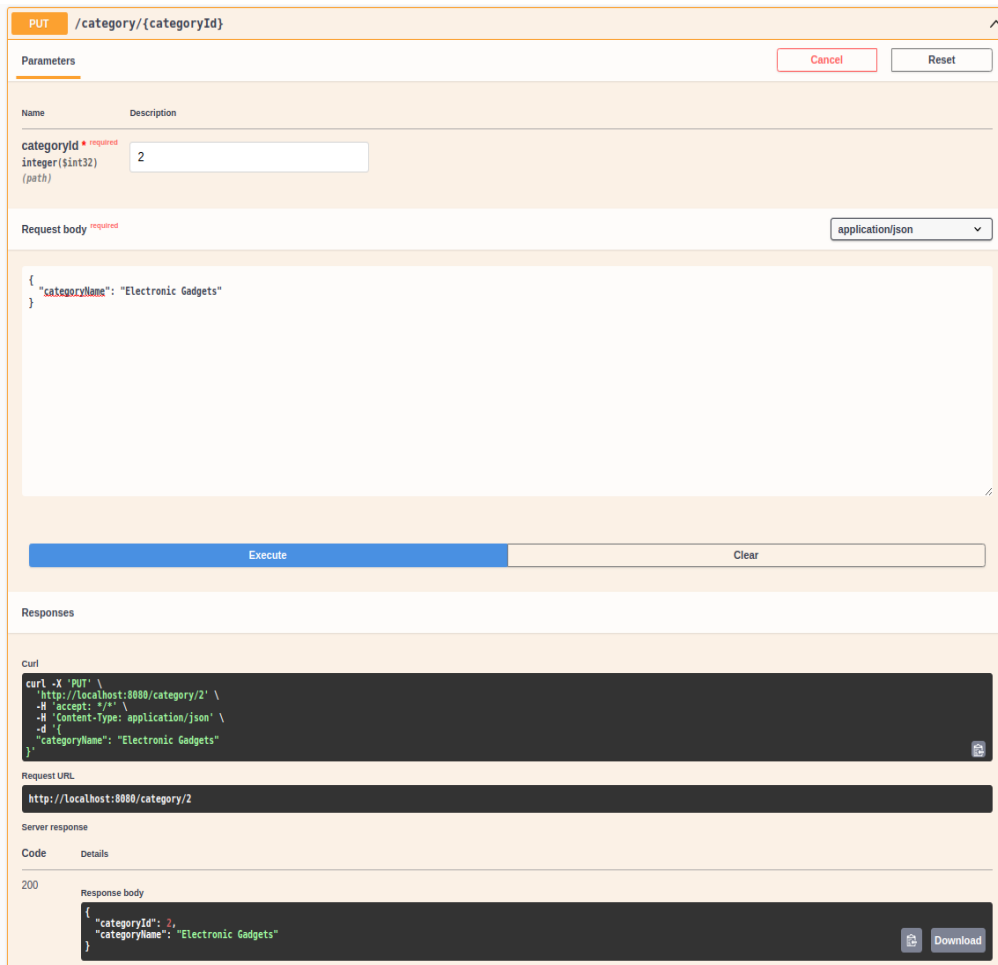 PUT /category/{categoryId}
Parameters Cancel Reset
Name Description
categoryId * required
integer($int32)
(path)
2
Request body required application/json
{
"categoryName": "Electronic Gadgets"
}
Execute Clear
Responses
Curl
curl -X 'PUT' \
'http://localhost:8080/category/2' \
-H 'accept: */*' \
-H 'Content-Type: application/json' \
-d '{
"categoryName": "Electronic Gadgets"
}'
Request URL
http://localhost:8080/category/2
Server response
Code Details
200
Response body
{
"categoryId": 2,
"categoryName": "Electronic Gadgets"
}
Download